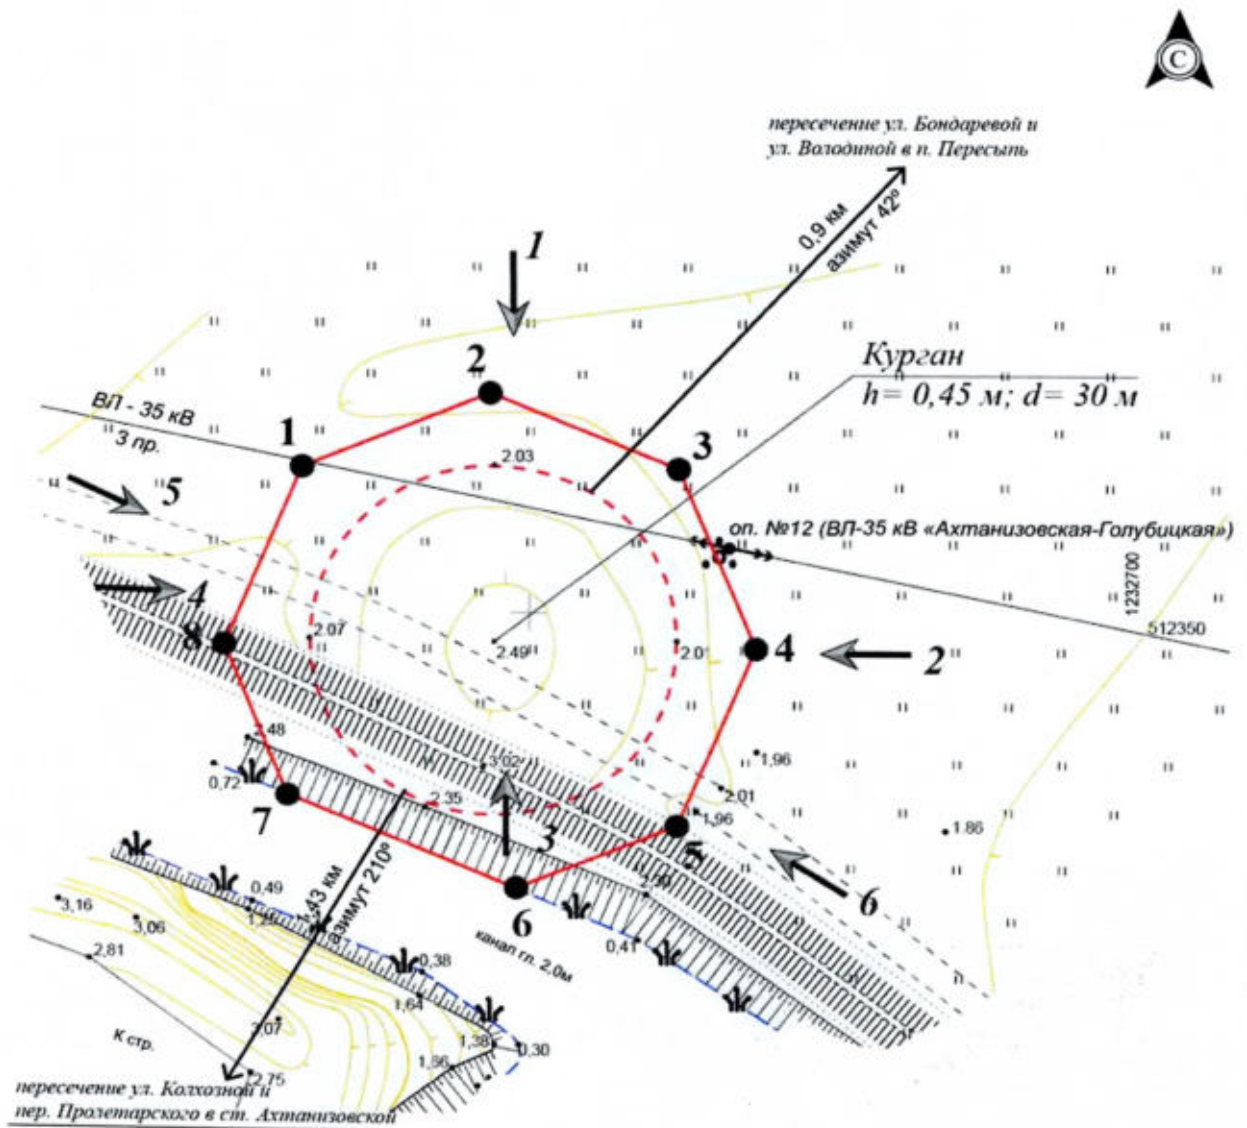 С
пересечение ул. Бондаревой и
ул. Володиной в п. Пересыпь
0,9 км
азимут 42º
1
2
Курган
h= 0,45 м; d= 30 м
ВЛ - 35 кВ
3 пр.
1
3
2.03
5
оп. №12 (ВЛ-35 кВ «Ахтанизовская-Голубицкая»)
1232700
512350
4
8
2.07
2.49
2.0
4
2
2,48
3,02
1,96
0,72
2.01
7
2.35
1,96
3
5
1.86
1,43 км
азимут 210º
0,49
6
6
3,16
3,06
канал гл. 2,0м
0,41
2,81
0,38
1,64
3,07
К стр.
1,38
0,30
1,86
2,75
пересечение ул. Колхозной и
пер. Пролетарского в ст. Ахтанизовской